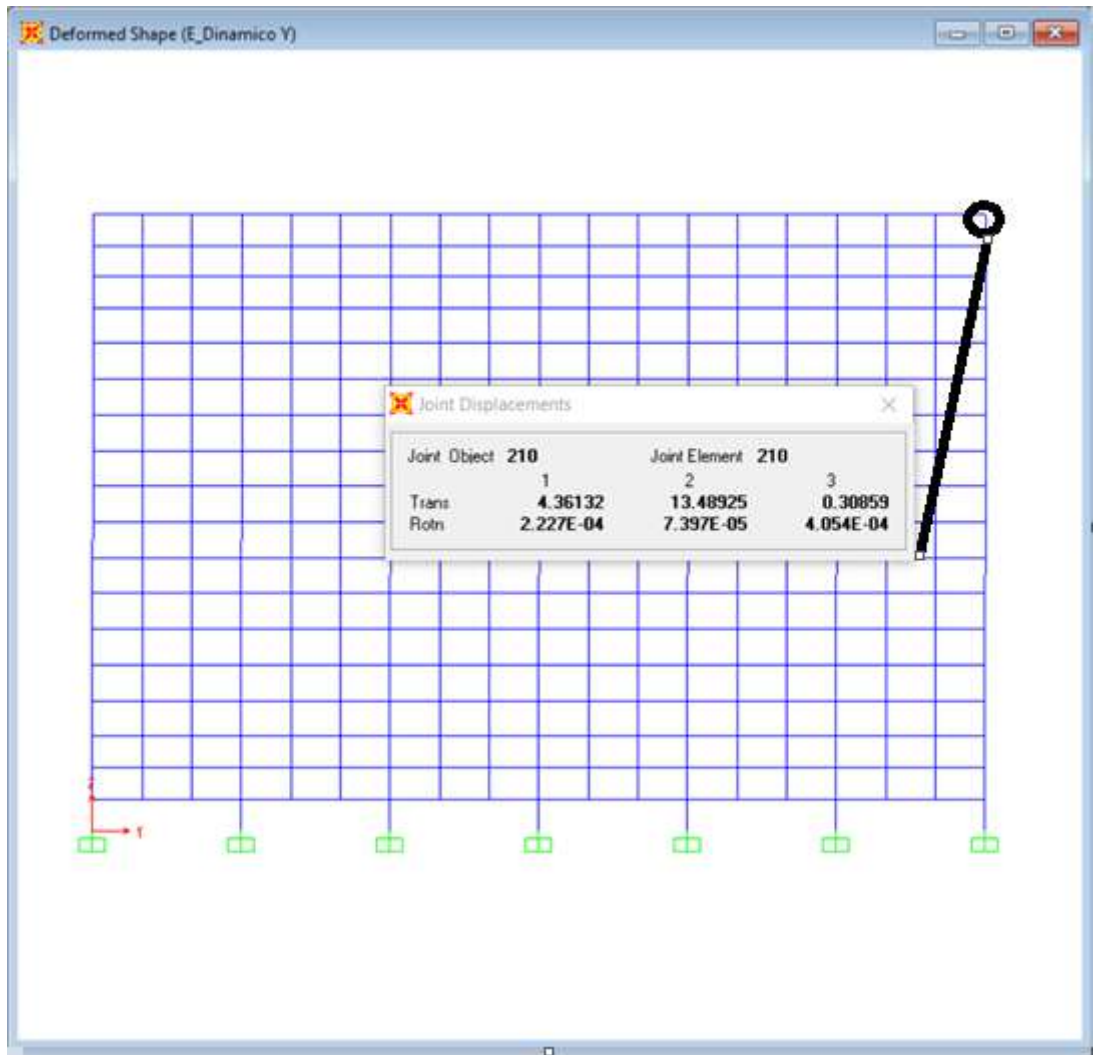 Deformed Shape (E_Dinamico Y)
Joint Displacements
Joint Object 210 Joint Element 210
1 2 3
Trans 4.36132 13.48925 0.30859
Rotn 2.227E-04 7.397E-05 4.054E-04
Y